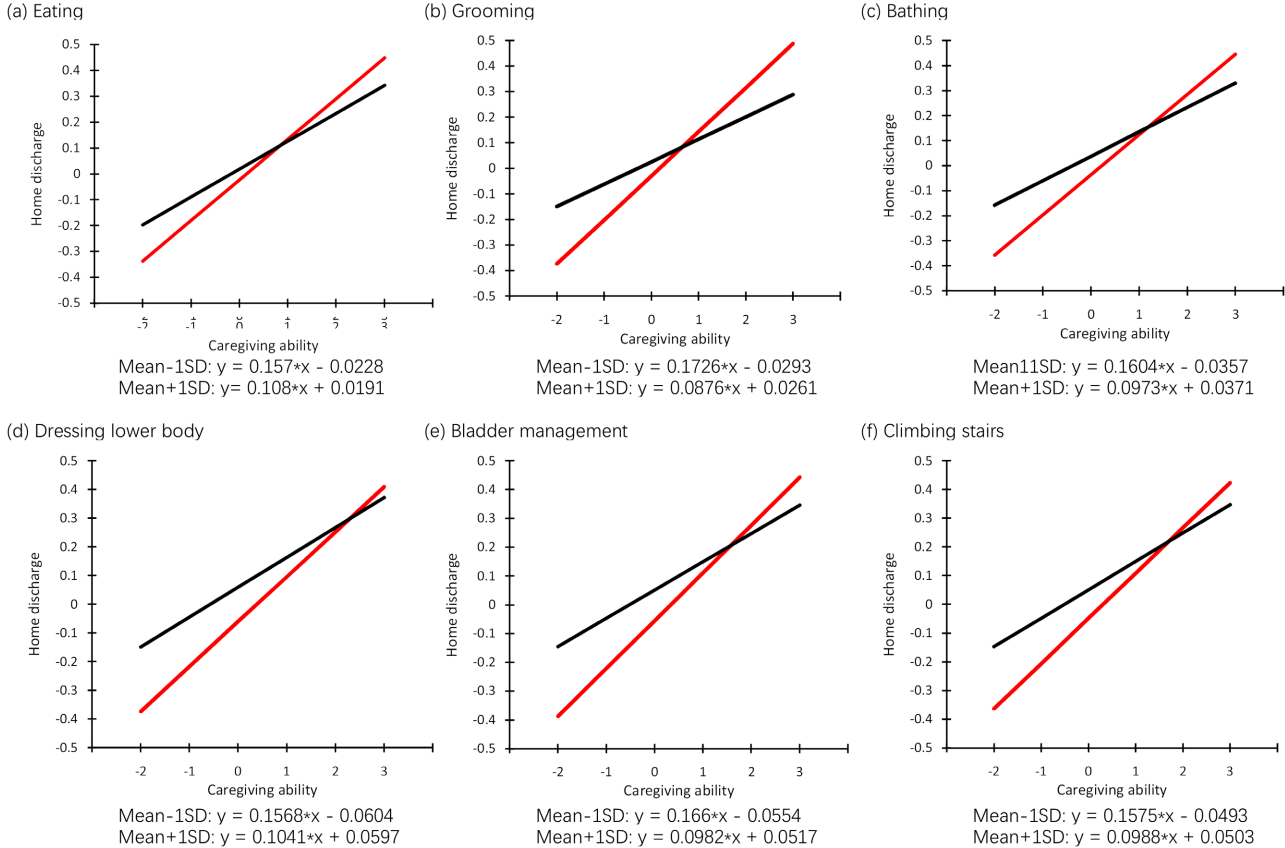 (a) Eating
0.5
0.4
0.3
0.2
0.1
0
-0.1
-0.2
-0.3
-0.4
-0.5
Home discharge
-2 -1 0 1 2 3
Caregiving ability
Mean-1SD: y = 0.157*x - 0.0228
Mean+1SD: y= 0.108*x + 0.0191
(b) Grooming
0.5
0.4
0.3
0.2
0.1
0
-0.1
-0.2
-0.3
-0.4
-0.5
Home discharge
-2 -1 0 1 2 3
Caregiving ability
Mean-1SD: y = 0.1726*x - 0.0293
Mean+1SD: y = 0.0876*x + 0.0261
(c) Bathing
0.5
0.4
0.3
0.2
0.1
0
-0.1
-0.2
-0.3
-0.4
-0.5
Home discharge
-2 -1 0 1 2 3
Caregiving ability
Mean11SD: y = 0.1604*x - 0.0357
Mean+1SD: y = 0.0973*x + 0.0371
(d) Dressing lower body
0.5
0.4
0.3
0.2
0.1
0
-0.1
-0.2
-0.3
-0.4
-0.5
Home discharge
-2 -1 0 1 2 3
Caregiving ability
Mean-1SD: y = 0.1568*x - 0.0604
Mean+1SD: y = 0.1041*x + 0.0597
(e) Bladder management
0.5
0.4
0.3
0.2
0.1
0
-0.1
-0.2
-0.3
-0.4
-0.5
Home discharge
-2 -1 0 1 2 3
Caregiving ability
Mean-1SD: y = 0.166*x - 0.0554
Mean+1SD: y = 0.0982*x + 0.0517
(f) Climbing stairs
0.5
0.4
0.3
0.2
0.1
0
-0.1
-0.2
-0.3
-0.4
-0.5
Home discharge
-2 -1 0 1 2 3
Caregiving ability
Mean-1SD: y = 0.1575*x - 0.0493
Mean+1SD: y = 0.0988*x + 0.0503